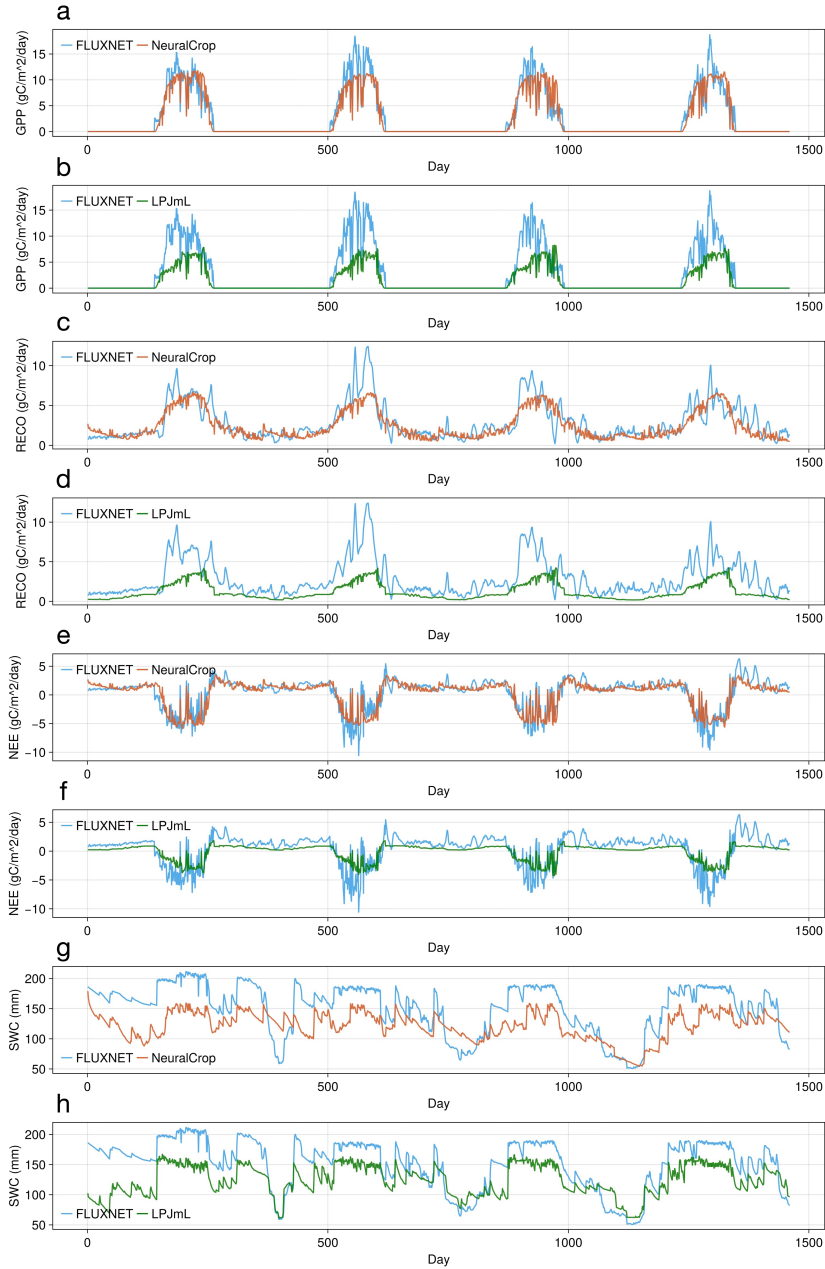 a
GPP (gC/m^2/day)
FLUXNET NeuralCrop
15
10
5
0
0 500 1000 1500
Day
b
GPP (gC/m^2/day)
FLUXNET LPJmL
15
10
5
0
0 500 1000 1500
Day
c
RECO (gC/m^2/day)
FLUXNET NeuralCrop
10
5
0
0 500 1000 1500
Day
d
RECO (gC/m^2/day)
FLUXNET LPJmL
10
5
0
0 500 1000 1500
Day
e
NEE (gC/m^2/day)
FLUXNET NeuralCrop
5
0
−5
−10
0 500 1000 1500
Day
f
NEE (gC/m^2/day)
FLUXNET LPJmL
5
0
−5
−10
0 500 1000 1500
Day
g
SWC (mm)
200
150
100
50
FLUXNET NeuralCrop
0 500 1000 1500
Day
h
SWC (mm)
200
150
100
50
FLUXNET LPJmL
0 500 1000 1500
Day